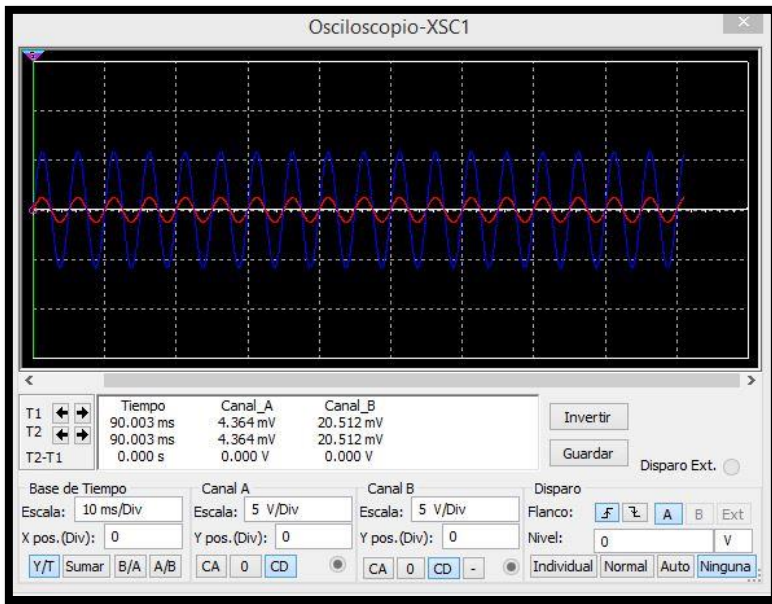 Osciloscopio-XSC1
Tiempo Canal_A Canal_B
T1 90.003 ms 4.364 mV 20.512 mV
T2 90.003 ms 4.364 mV 20.512 mV
T2-T1 0.000 s 0.000 V 0.000 V
Invertir
Guardar
Disparo Ext.
Base de Tiempo Canal A Canal B Disparo
Escala: 10 ms/Div Escala: 5 V/Div Escala: 5 V/Div Flanco: A B Ext
X pos.(Div): 0 Y pos.(Div): 0 Y pos.(Div): 0 Nivel: 0 V
Y/T Sumar B/A A/B CA 0 CD CA 0 CD - Individual Normal Auto Ninguna